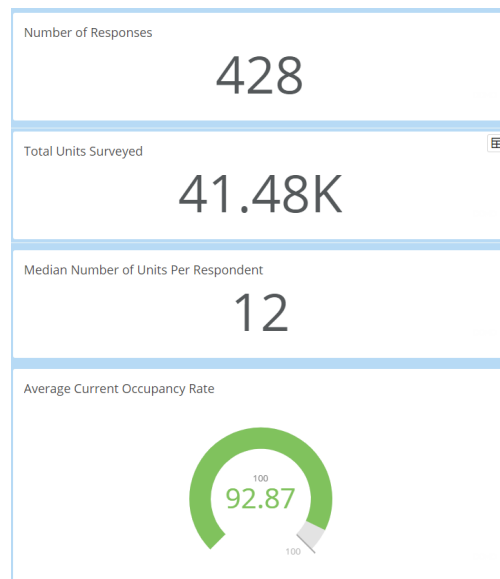 Number of Responses
428
Total Units Surveyed
41.48K
Median Number of Units Per Respondent
12
Average Current Occupancy Rate
100
92.87
100